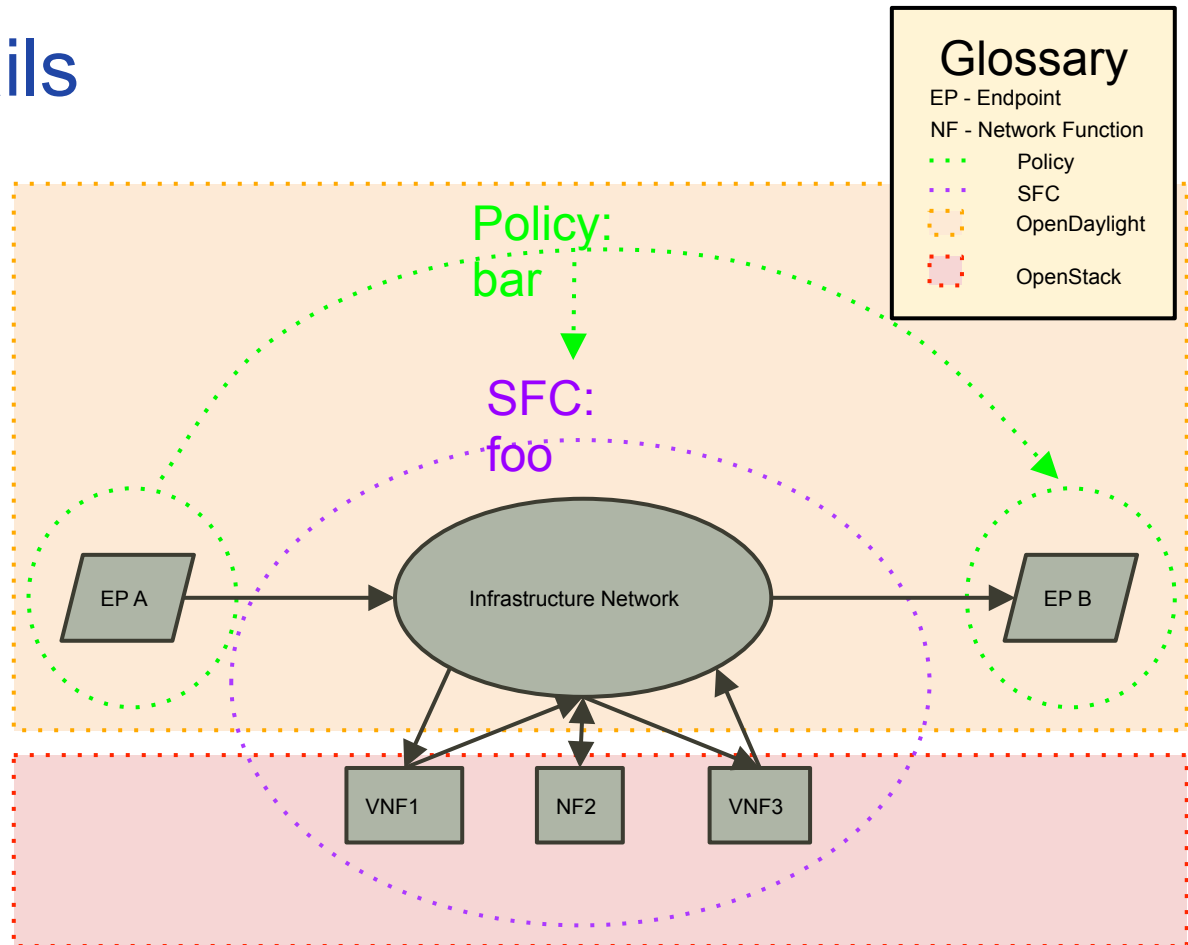 ils
Glossary
EP - Endpoint
NF - Network Function
Policy
SFC
OpenDaylight
OpenStack
Policy:
bar
SFC:
foo
EP A
Infrastructure Network
EP B
VNF1
NF2
VNF3